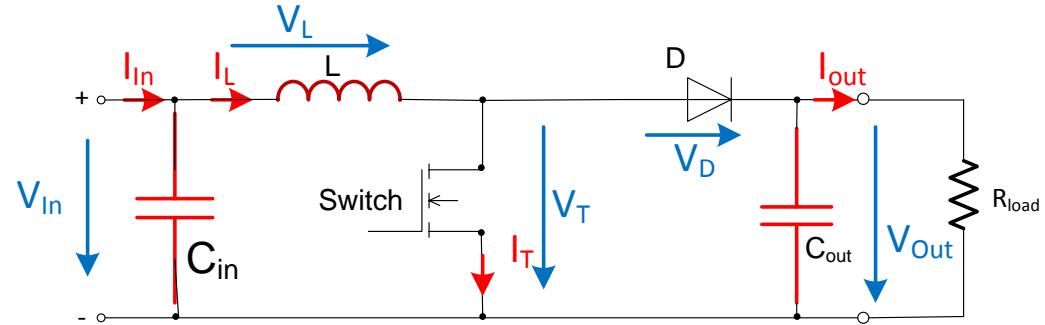 V_L
I_In
I_L
L
D
I_out
+
V_In
C_in
Switch
I_T
V_T
V_D
C_out
V_Out
R_load
-